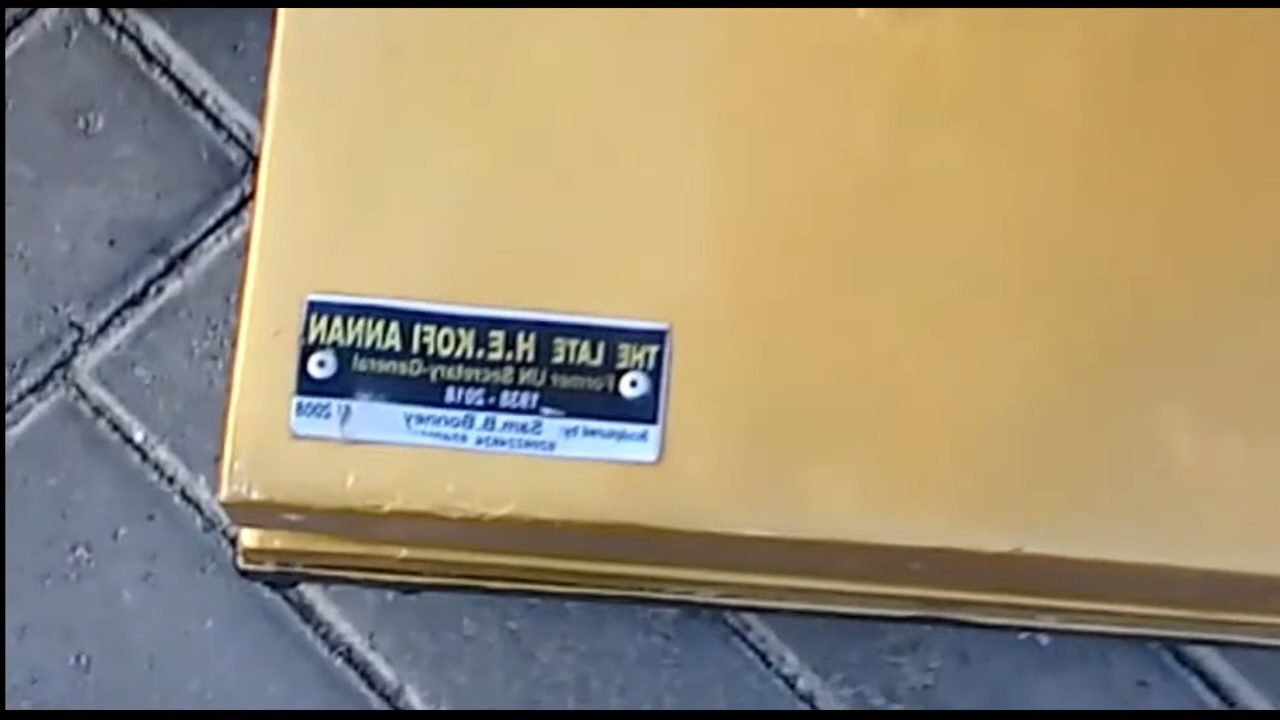 THE LATE H.E. KOFI ANNAN
Former UN Secretary-General
1938 - 2018
Sculptured by: Sam.B.Bonney